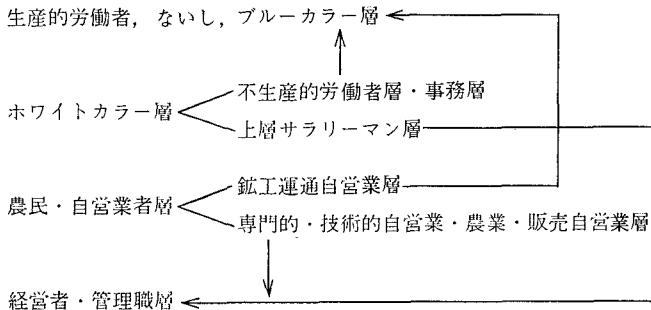 生産的労働者，ないし，ブルーカラー層
不生産的労働者層・事務層
ホワイトカラー層
上層サラリーマン層
鉱工運通自営業層
農民・自営業者層
専門的・技術的自営業・農業・販売自営業層
経営者・管理職層